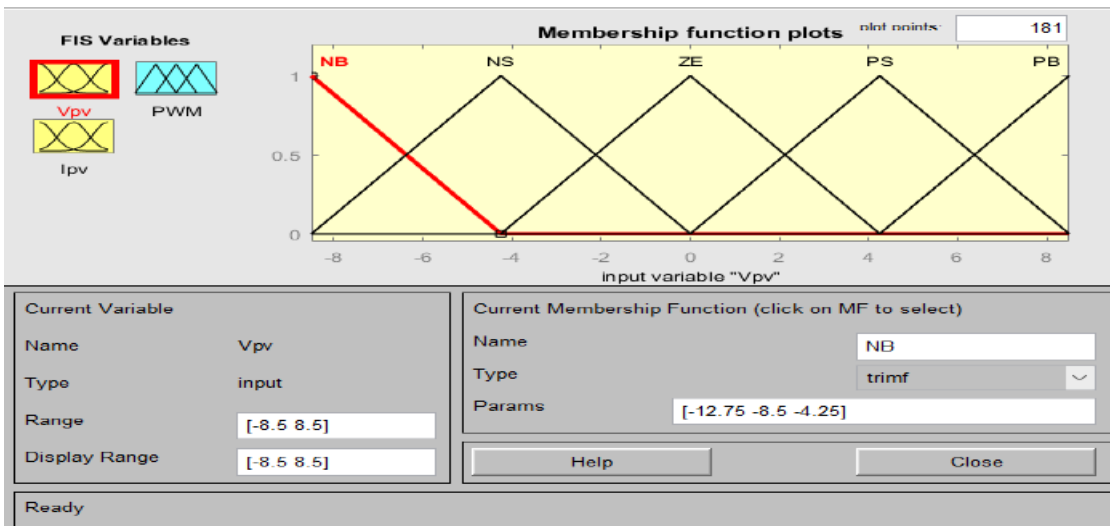 FIS Variables
Vpv
PWM
Ipv
Membership function plots
plot points:
181
NB
NS
ZE
PS
PB
1
0.5
0
-8
-6
-4
-2
0
2
4
6
8
input variable "Vpv"
Current Variable
Name
Vpv
Type
input
Range
[-8.5 8.5]
Display Range
[-8.5 8.5]
Current Membership Function (click on MF to select)
Name
NB
Type
trimf
Params
[-12.75 -8.5 -4.25]
Help
Close
Ready